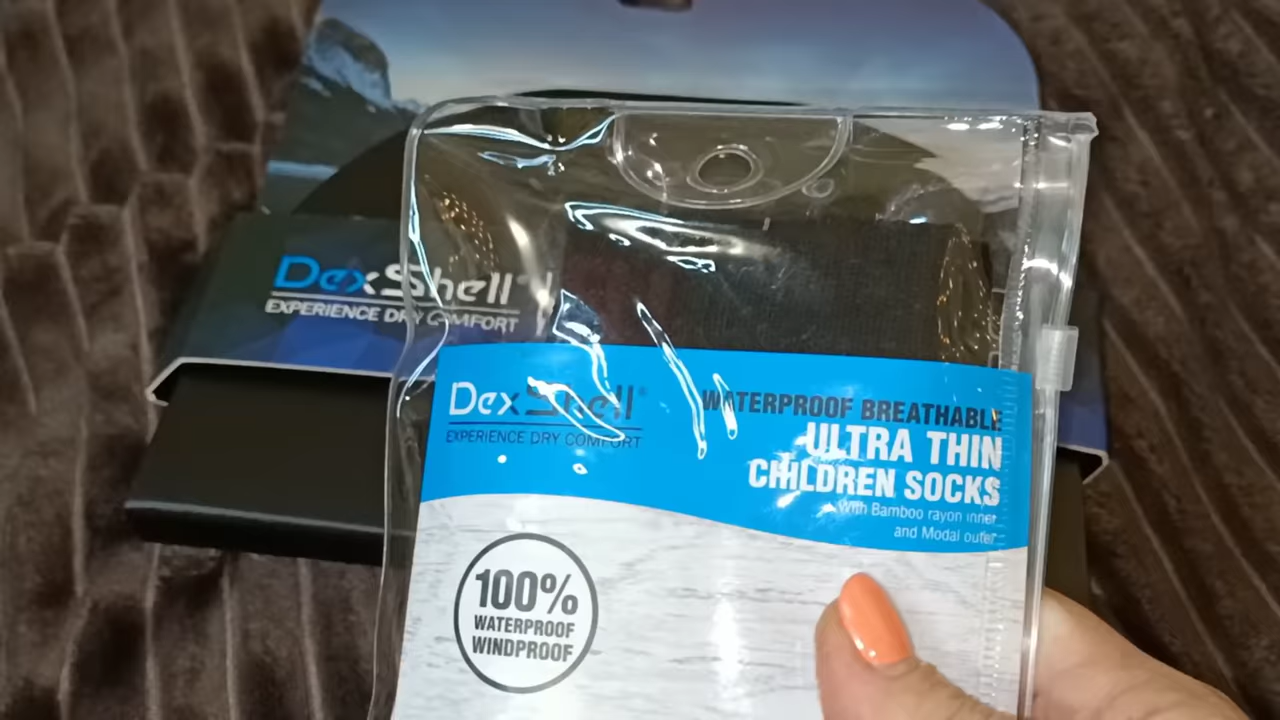 DexShell
EXPERIENCE DRY COMFORT
DexShell®
EXPERIENCE DRY COMFORT
WATERPROOF BREATHABLE
ULTRA THIN
CHILDREN SOCKS
with Bamboo rayon inner
and Modal outer
100%
WATERPROOF
WINDPROOF